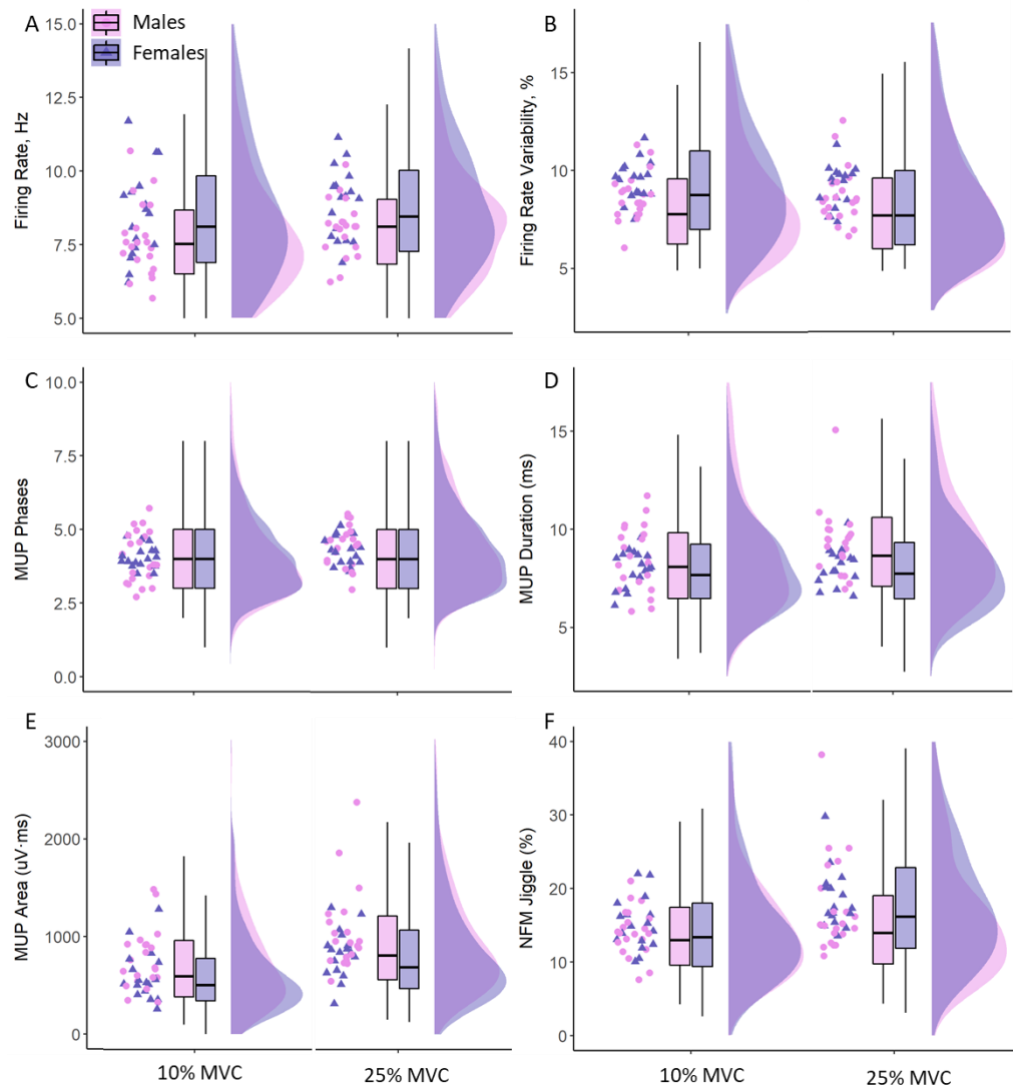 A
Males
Females
15.0
12.5
10.0
7.5
5.0
Firing Rate, Hz
B
15
10
5
Firing Rate Variability, %
C
10.0
7.5
5.0
2.5
0.0
MUP Phases
D
15
10
5
MUP Duration (ms)
E
3000
2000
1000
0
MUP Area (uV·ms)
10% MVC
25% MVC
F
40
30
20
10
0
NFM Jiggle (%)
10% MVC
25% MVC